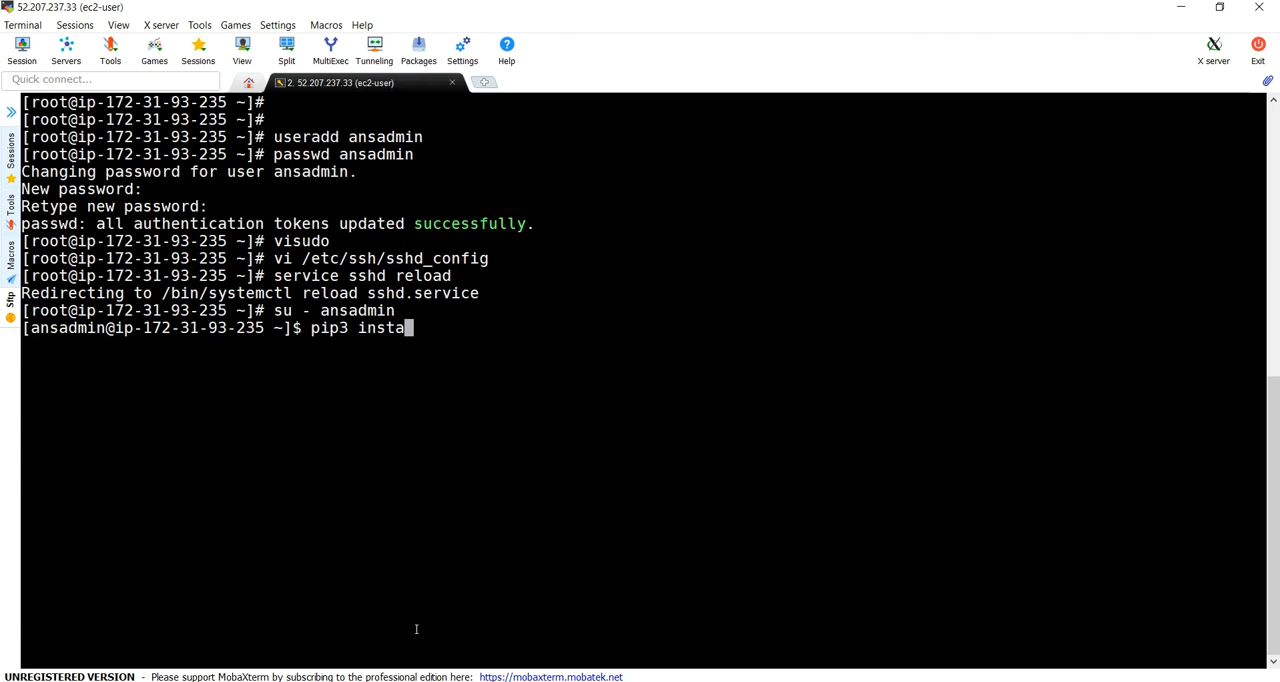 52.207.237.33 (ec2-user)
Terminal Sessions View X server Tools Games Settings Macros Help
Session Servers Tools Games Sessions View Split MultiExec Tunneling Packages Settings Help X server Exit
Quick connect...
2. 52.207.237.33 (ec2-user)
Sessions
Tools
Macros
Sftp
[root@ip-172-31-93-235 ~]#
[root@ip-172-31-93-235 ~]#
[root@ip-172-31-93-235 ~]# useradd ansadmin
[root@ip-172-31-93-235 ~]# passwd ansadmin
Changing password for user ansadmin.
New password:
Retype new password:
passwd: all authentication tokens updated successfully.
[root@ip-172-31-93-235 ~]# visudo
[root@ip-172-31-93-235 ~]# vi /etc/ssh/sshd_config
[root@ip-172-31-93-235 ~]# service sshd reload
Redirecting to /bin/systemctl reload sshd.service
[root@ip-172-31-93-235 ~]# su - ansadmin
[ansadmin@ip-172-31-93-235 ~]$ pip3 insta
UNREGISTERED VERSION - Please support MobaXterm by subscribing to the professional edition here: https://mobaxterm.mobatek.net